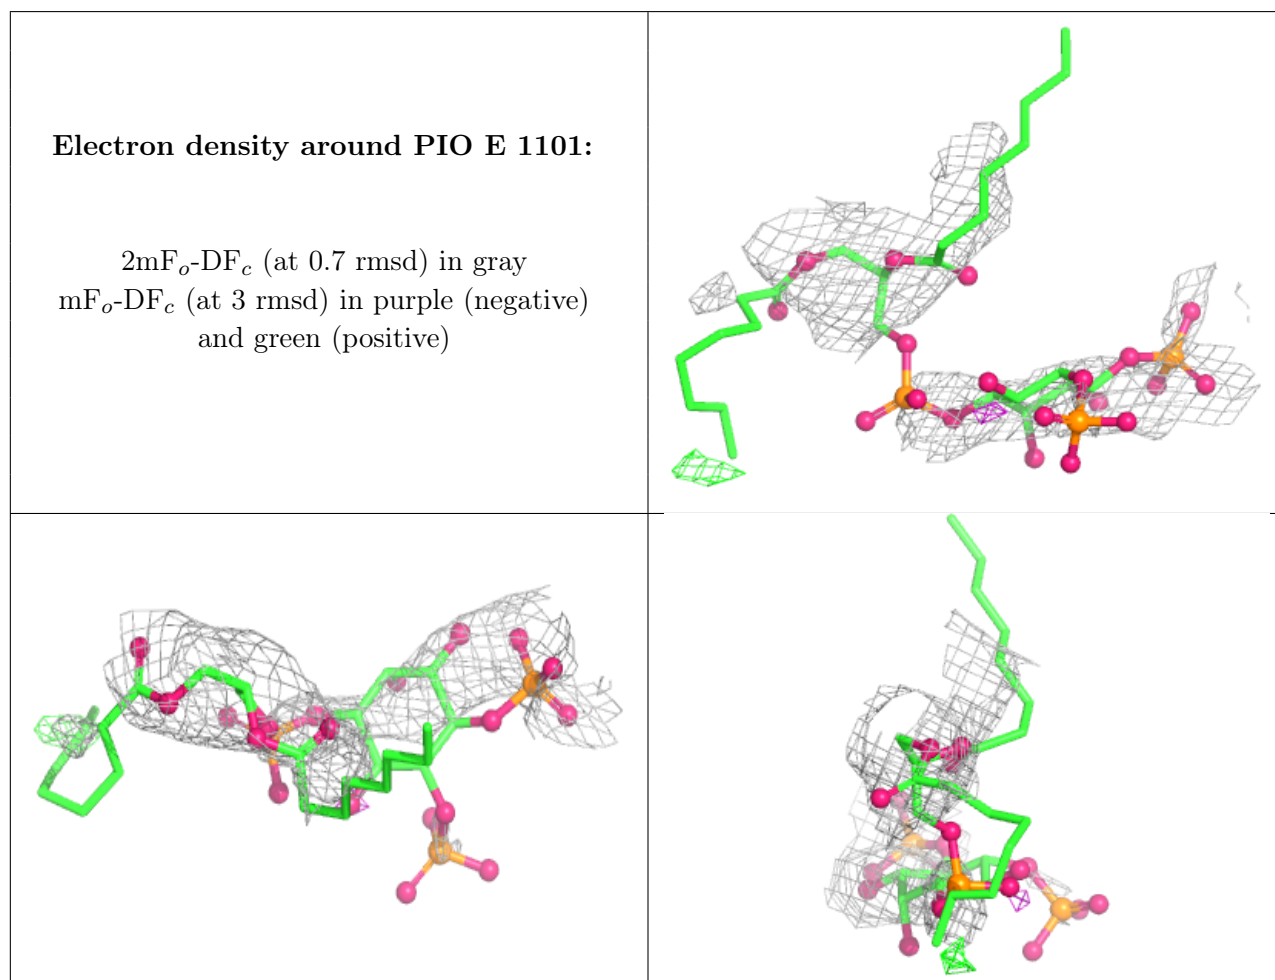 Electron density around PIO E 1101:
2mFo-DFc (at 0.7 rmsd) in gray
mFo-DFc (at 3 rmsd) in purple (negative)
and green (positive)